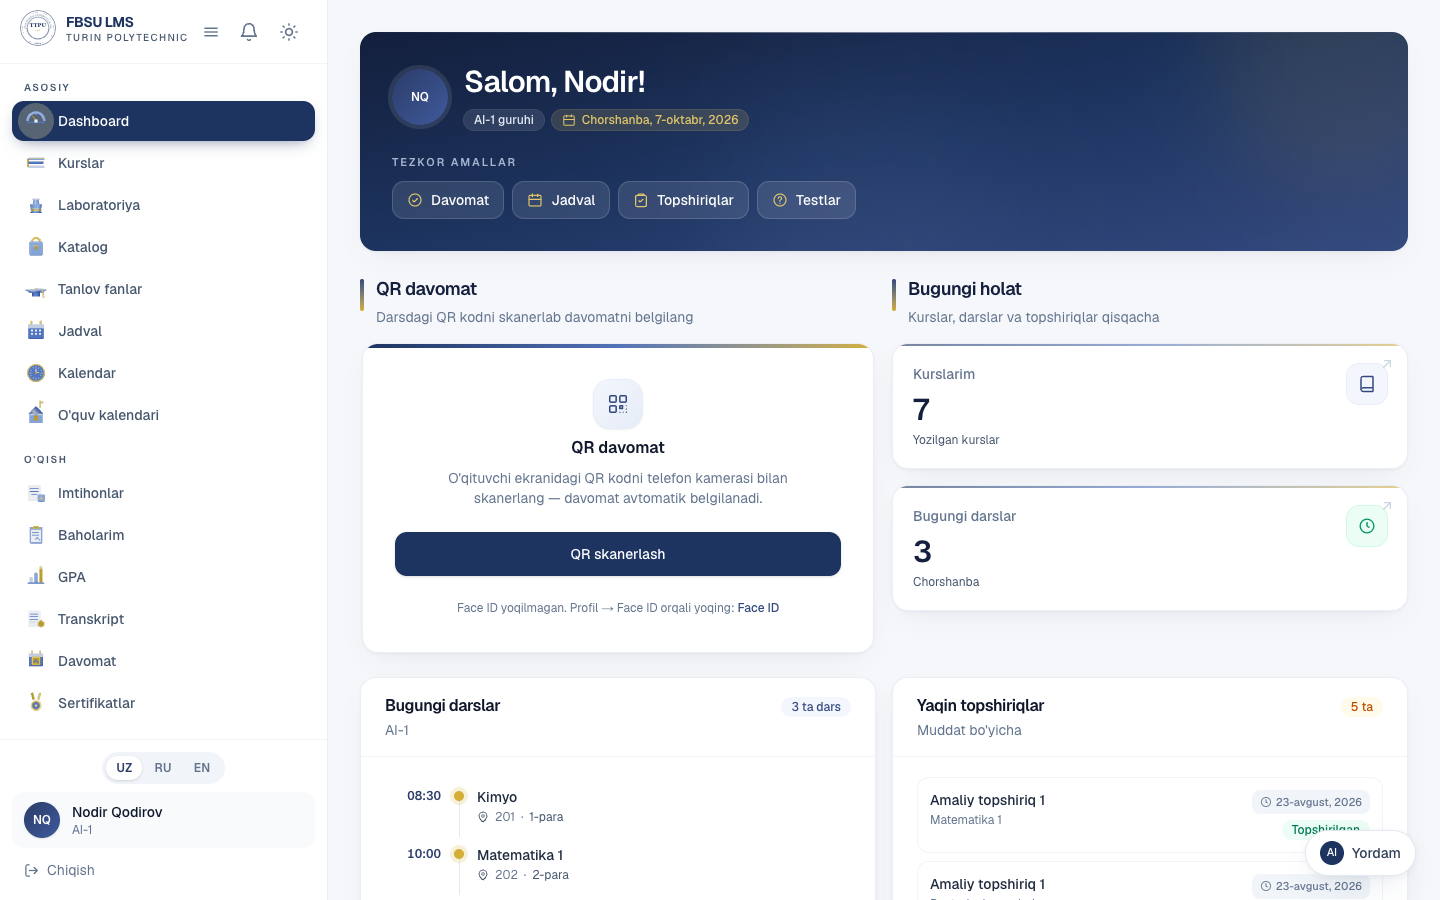 TTPU
FBSU LMS
TURIN POLYTECHNIC
ASOSIY
Dashboard
Kurslar
Laboratoriya
Katalog
Tanlov fanlar
Jadval
Kalendar
O'quv kalendari
O'QISH
Imtihonlar
Baholarim
GPA
Transkript
Davomat
Sertifikatlar
UZ RU EN
NQ
Nodir Qodirov
AI-1
Chiqish
NQ
Salom, Nodir!
AI-1 guruhi
Chorshanba, 7-oktabr, 2026
TEZKOR AMALLAR
Davomat
Jadval
Topshiriqlar
Testlar
QR davomat
Darsdagi QR kodni skanerlab davomatni belgilang
QR davomat
O'qituvchi ekranidagi QR kodni telefon kamerasi bilan
skanerlang — davomat avtomatik belgilanadi.
QR skanerlash
Face ID yoqilmagan. Profil → Face ID orqali yoqing: Face ID
Bugungi holat
Kurslar, darslar va topshiriqlar qisqacha
Kurslarim
7
Yozilgan kurslar
Bugungi darslar
3
Chorshanba
Bugungi darslar
3 ta dars
AI-1
08:30
Kimyo
201 · 1-para
10:00
Matematika 1
202 · 2-para
Yaqin topshiriqlar
5 ta
Muddat bo'yicha
Amaliy topshiriq 1
23-avgust, 2026
Matematika 1
Topshirilgan
Amaliy topshiriq 1
23-avgust, 2026
AI Yordam